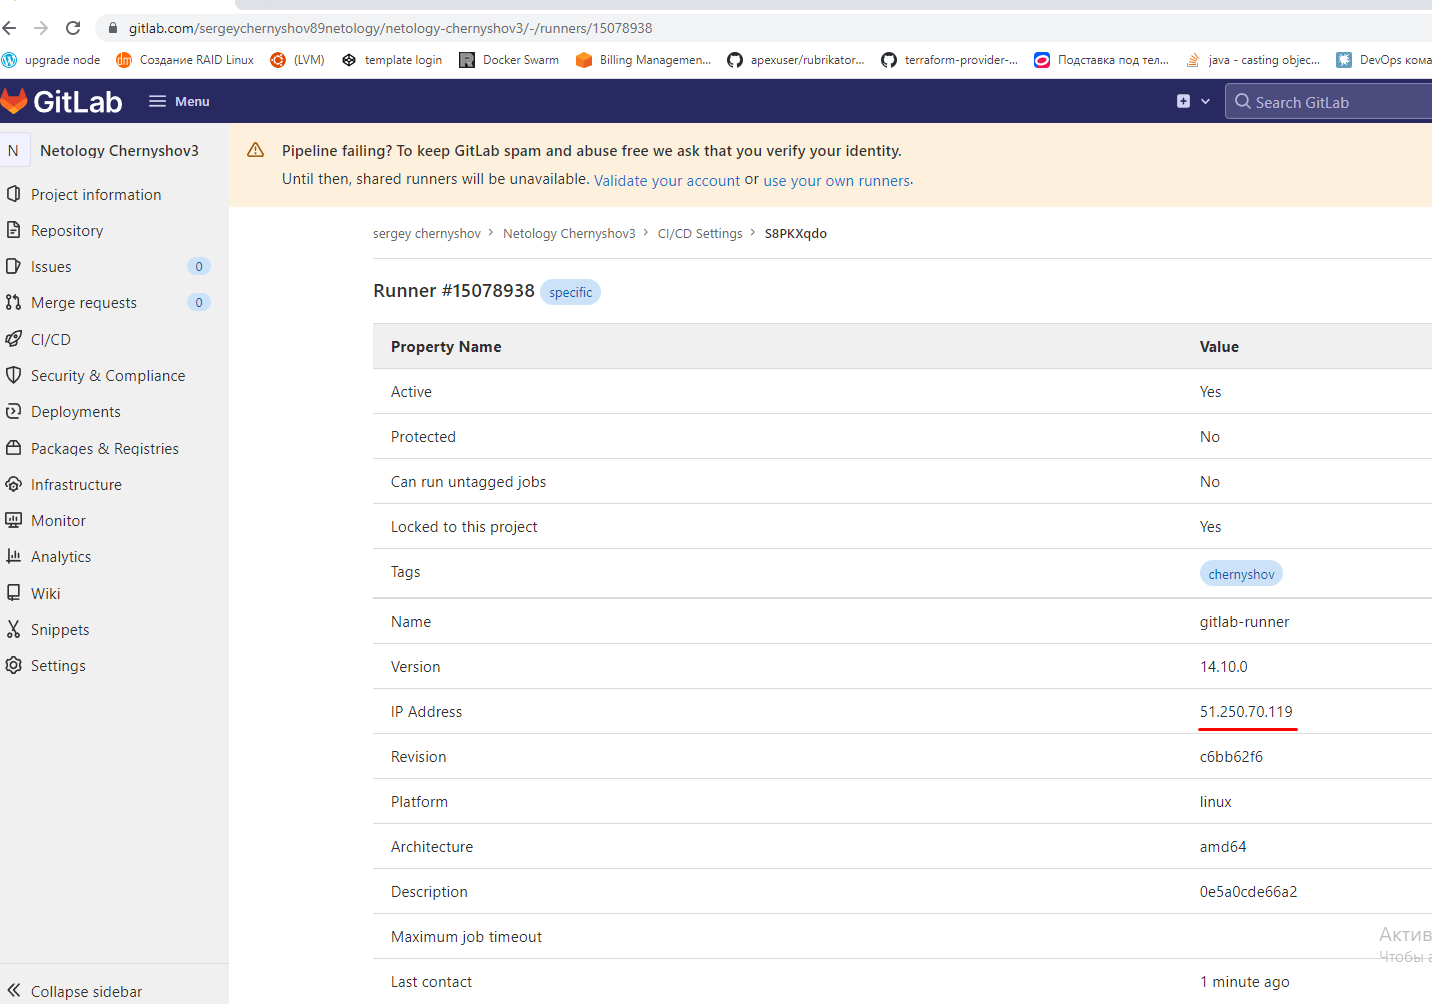 gitlab.com/sergeychernyshov89netology/netology-chernyshov3/-/runners/15078938
upgrade node Создание RAID Linux (LVM) template login Docker Swarm Billing Managemen... apexuser/rubrikator... terraform-provider-... Подставка под тел... java - casting objec... DevOps кома
GitLab Menu Search GitLab
N Netology Chernyshov3
Project information
Repository
Issues 0
Merge requests 0
CI/CD
Security & Compliance
Deployments
Packages & Registries
Infrastructure
Monitor
Analytics
Wiki
Snippets
Settings
Collapse sidebar
Pipeline failing? To keep GitLab spam and abuse free we ask that you verify your identity.
Until then, shared runners will be unavailable. Validate your account or use your own runners.
sergey chernyshov > Netology Chernyshov3 > CI/CD Settings > S8PKXqdo
Runner #15078938 specific
Property Name Value
Active Yes
Protected No
Can run untagged jobs No
Locked to this project Yes
Tags chernyshov
Name gitlab-runner
Version 14.10.0
IP Address 51.250.70.119
Revision c6bb62f6
Platform linux
Architecture amd64
Description 0e5a0cde66a2
Maximum job timeout
Last contact 1 minute ago
Актив
Чтобы а